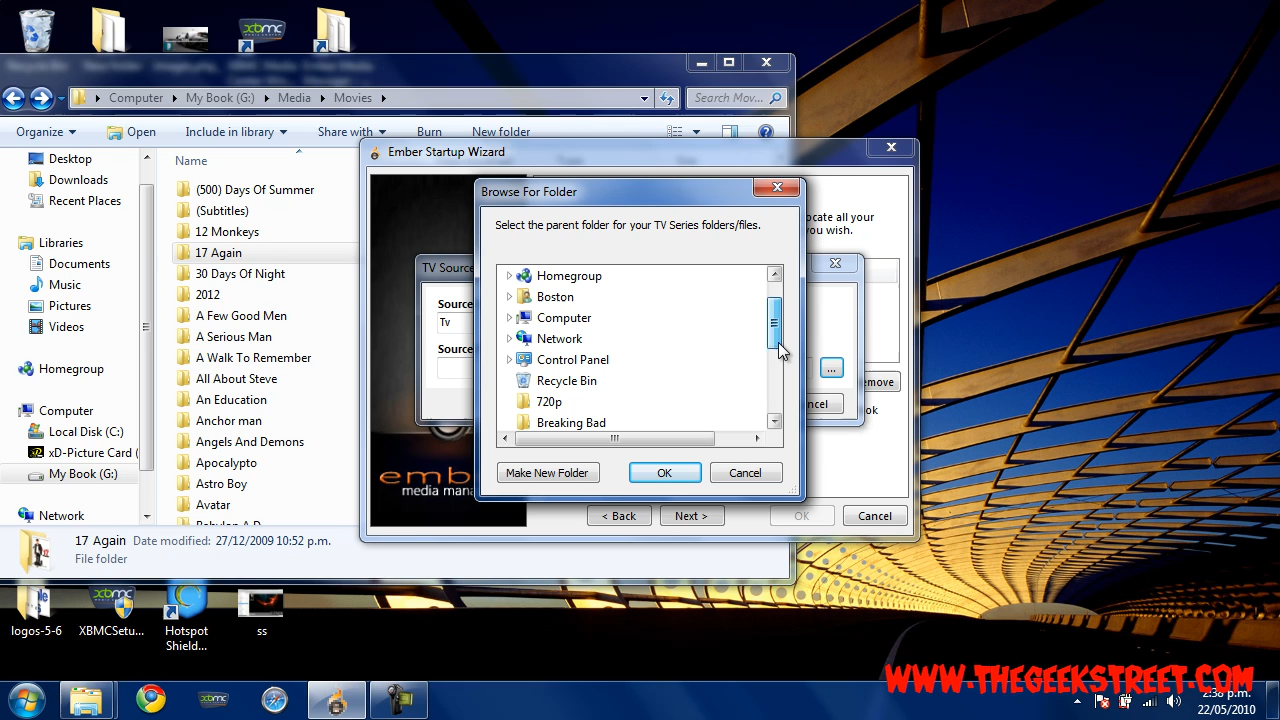 Computer My Book (G:) Media Movies
Search Mov...
Organize Open Include in library Share with Burn New folder
Desktop
Downloads
Recent Places
Libraries
Documents
Music
Pictures
Videos
Homegroup
Computer
Local Disk (C:)
xD-Picture Card (
My Book (G:)
Network
Name
(500) Days Of Summer
(Subtitles)
12 Monkeys
17 Again
30 Days Of Night
2012
A Few Good Men
A Serious Man
A Walk To Remember
All About Steve
An Education
Anchor man
Angels And Demons
Apocalypto
Astro Boy
Avatar
17 Again Date modified: 27/12/2009 10:52 p.m.
File folder
Ember Startup Wizard
ocate all your
you wish.
emove
ok
emb
media mana
< Back Next > OK Cancel
TV Source
Source
Tv
Source
...
ncel
Browse For Folder
Select the parent folder for your TV Series folders/files.
Homegroup
Boston
Computer
Network
Control Panel
Recycle Bin
720p
Breaking Bad
Make New Folder OK Cancel
xbmc
logos-5-6
XBMCSetu...
Hotspot
Shield...
ss
WWW.THEGEEKSTREET.COM
2:38 p.m.
22/05/2010